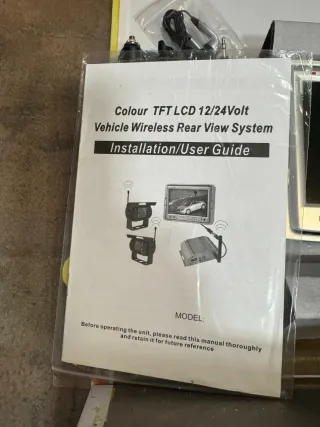 Colour TFT LCD 12/24Volt
Vehicle Wireless Rear View System
Installation/User Guide
MODEL:
Before operating the unit, please read this manual thoroughly
and retain it for future reference